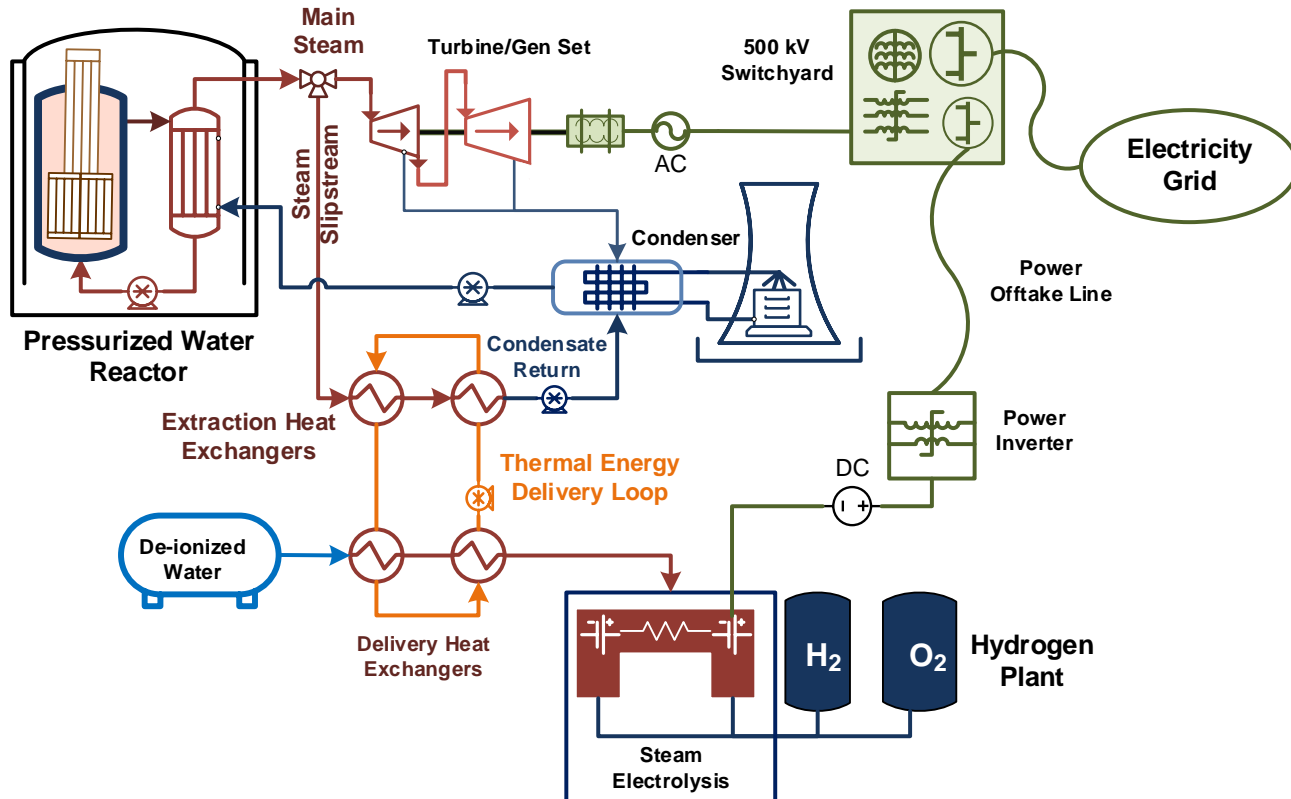 Main
Steam
Turbine/Gen Set
500 kV
Switchyard
AC
Electricity
Grid
Steam
Slipstream
Condenser
Power
Offtake Line
Pressurized Water
Reactor
Condensate
Return
Extraction Heat
Exchangers
Power
Inverter
Thermal Energy
Delivery Loop
DC
- +
De-ionized
Water
Delivery Heat
Exchangers
- +
- +
H2
O2
Hydrogen
Plant
Steam
Electrolysis